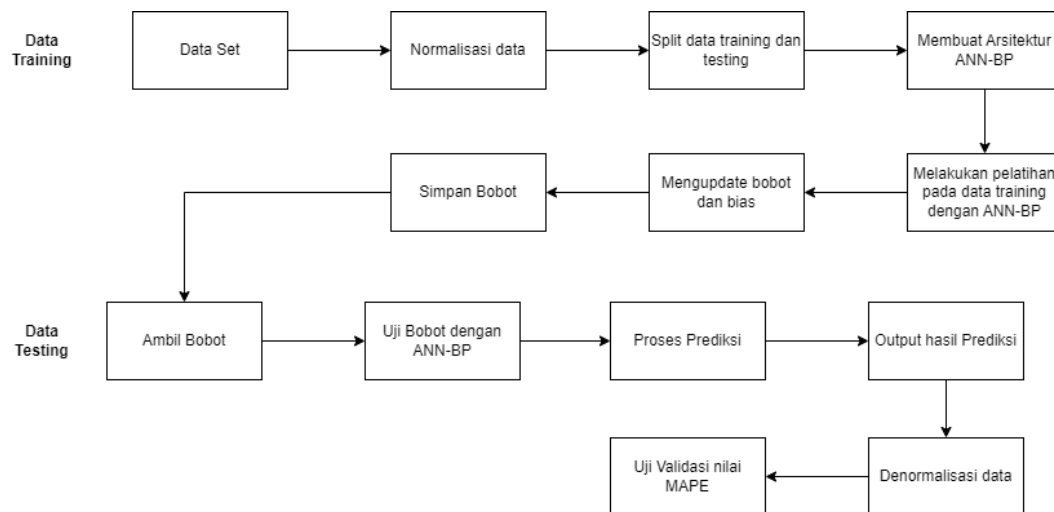 Data
Training
Data Set
Normalisasi data
Split data training dan
testing
Membuat Arsitektur
ANN-BP
Melakukan pelatihan
pada data training
dengan ANN-BP
Mengupdate bobot
dan bias
Simpan Bobot
Data
Testing
Ambil Bobot
Uji Bobot dengan
ANN-BP
Proses Prediksi
Output hasil Prediksi
Denormalisasi data
Uji Validasi nilai
MAPE